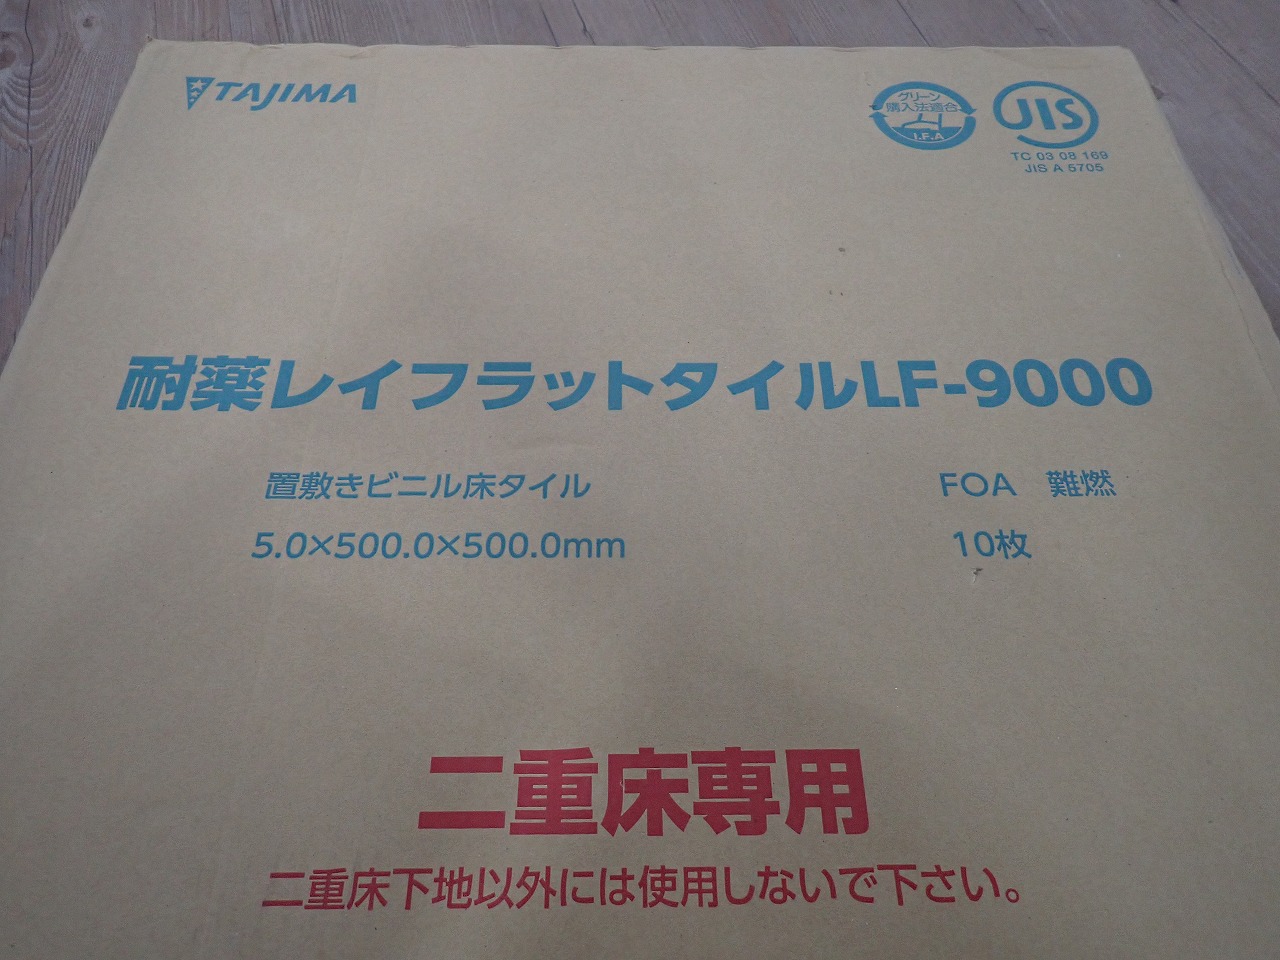 TAJIMA
グリーン
購入法適合
I.F.A
JIS
TC 03 08 169
JIS A 5705
耐薬レイフラットタイルLF-9000
置敷きビニル床タイル FOA 難燃
5.0×500.0×500.0mm 10枚
二重床専用
二重床下地以外には使用しないで下さい。